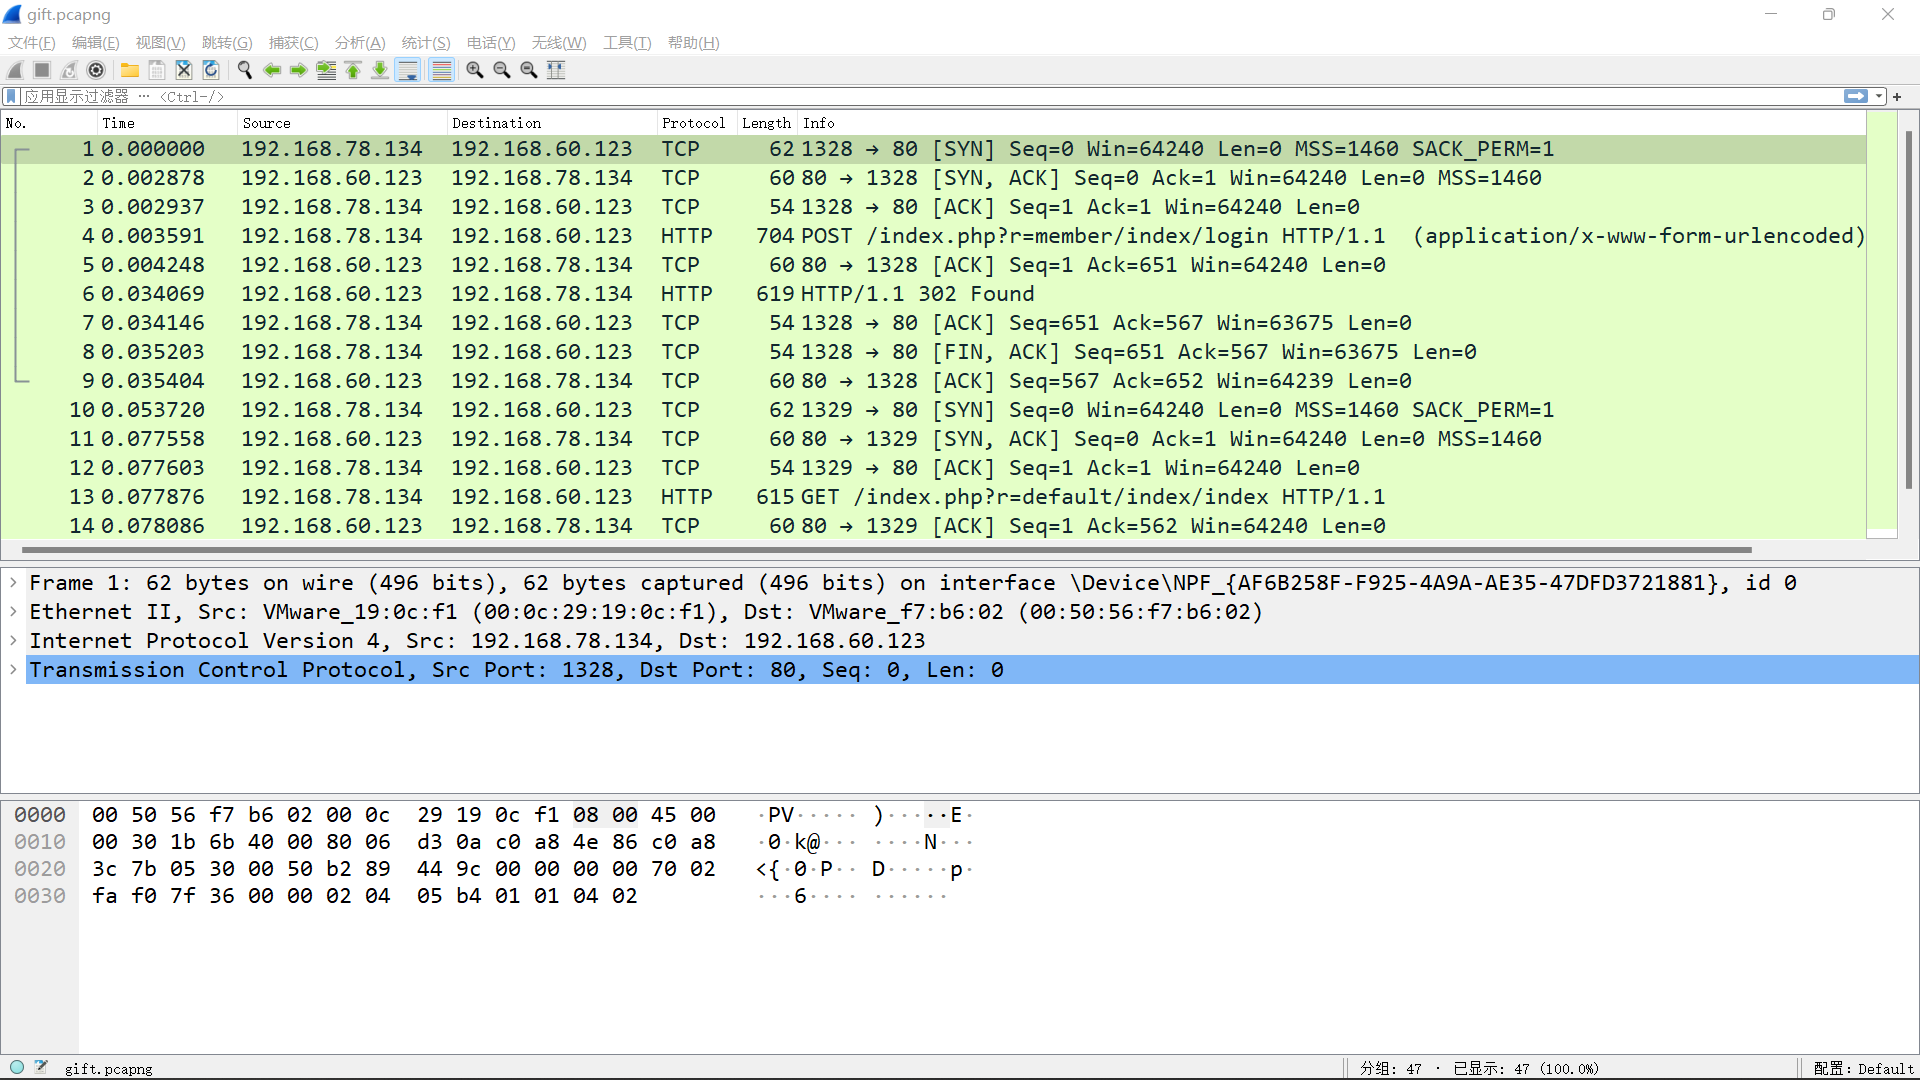 gift.pcapng
文件(F) 编辑(E) 视图(V) 跳转(G) 捕获(C) 分析(A) 统计(S) 电话(Y) 无线(W) 工具(T) 帮助(H)
应用显示过滤器 … <Ctrl-/>
No. Time Source Destination Protocol Length Info
1 0.000000 192.168.78.134 192.168.60.123 TCP 62 1328 → 80 [SYN] Seq=0 Win=64240 Len=0 MSS=1460 SACK_PERM=1
2 0.002878 192.168.60.123 192.168.78.134 TCP 60 80 → 1328 [SYN, ACK] Seq=0 Ack=1 Win=64240 Len=0 MSS=1460
3 0.002937 192.168.78.134 192.168.60.123 TCP 54 1328 → 80 [ACK] Seq=1 Ack=1 Win=64240 Len=0
4 0.003591 192.168.78.134 192.168.60.123 HTTP 704 POST /index.php?r=member/index/login HTTP/1.1 (application/x-www-form-urlencoded)
5 0.004248 192.168.60.123 192.168.78.134 TCP 60 80 → 1328 [ACK] Seq=1 Ack=651 Win=64240 Len=0
6 0.034069 192.168.60.123 192.168.78.134 HTTP 619 HTTP/1.1 302 Found
7 0.034146 192.168.78.134 192.168.60.123 TCP 54 1328 → 80 [ACK] Seq=651 Ack=567 Win=63675 Len=0
8 0.035203 192.168.78.134 192.168.60.123 TCP 54 1328 → 80 [FIN, ACK] Seq=651 Ack=567 Win=63675 Len=0
9 0.035404 192.168.60.123 192.168.78.134 TCP 60 80 → 1328 [ACK] Seq=567 Ack=652 Win=64239 Len=0
10 0.053720 192.168.78.134 192.168.60.123 TCP 62 1329 → 80 [SYN] Seq=0 Win=64240 Len=0 MSS=1460 SACK_PERM=1
11 0.077558 192.168.60.123 192.168.78.134 TCP 60 80 → 1329 [SYN, ACK] Seq=0 Ack=1 Win=64240 Len=0 MSS=1460
12 0.077603 192.168.78.134 192.168.60.123 TCP 54 1329 → 80 [ACK] Seq=1 Ack=1 Win=64240 Len=0
13 0.077876 192.168.78.134 192.168.60.123 HTTP 615 GET /index.php?r=default/index/index HTTP/1.1
14 0.078086 192.168.60.123 192.168.78.134 TCP 60 80 → 1329 [ACK] Seq=1 Ack=562 Win=64240 Len=0
Frame 1: 62 bytes on wire (496 bits), 62 bytes captured (496 bits) on interface \Device\NPF_{AF6B258F-F925-4A9A-AE35-47DFD3721881}, id 0
Ethernet II, Src: VMware_19:0c:f1 (00:0c:29:19:0c:f1), Dst: VMware_f7:b6:02 (00:50:56:f7:b6:02)
Internet Protocol Version 4, Src: 192.168.78.134, Dst: 192.168.60.123
Transmission Control Protocol, Src Port: 1328, Dst Port: 80, Seq: 0, Len: 0
0000 00 50 56 f7 b6 02 00 0c 29 19 0c f1 08 00 45 00 ·PV····· )·····E·
0010 00 30 1b 6b 40 00 80 06 d3 0a c0 a8 4e 86 c0 a8 ·0·k@··· ····N···
0020 3c 7b 05 30 00 50 b2 89 44 9c 00 00 00 00 70 02 <{·0·P·· D·····p·
0030 fa f0 7f 36 00 00 02 04 05 b4 01 01 04 02 ···6···· ······
gift.pcapng 分组: 47 · 已显示: 47 (100.0%) 配置: Default